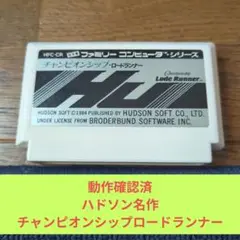 HFC-CR ファミリー コンピュータ・シリーズ
チャンピオンシップ・ロードランナー
Championship
Lode Runner.
HU
HUDSON SOFT © 1984 PUBLISHED BY HUDSON SOFT CO., LTD.
UNDER LICENSE FROM BRODERBUND SOFTWARE INC.
動作確認済
ハドソン名作
チャンピオンシップロードランナー